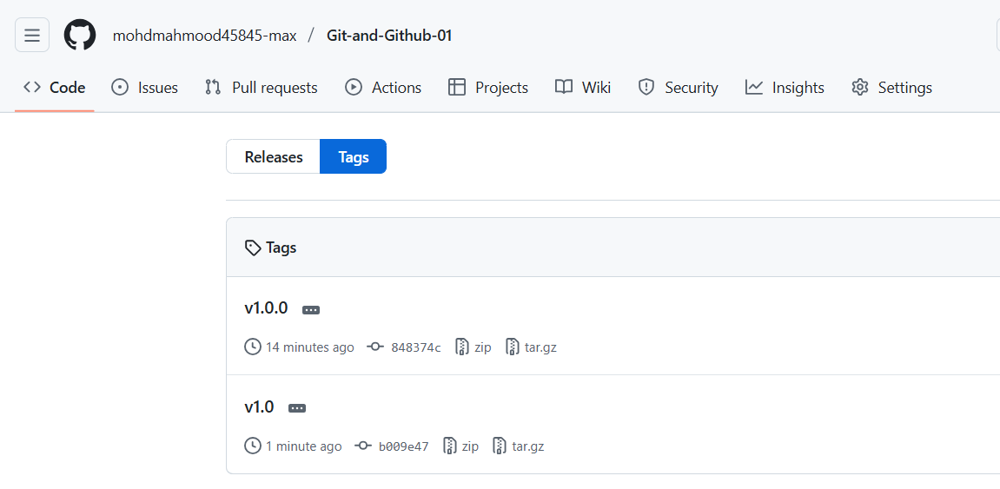 mohdmahmood45845-max / Git-and-Github-01
Code Issues Pull requests Actions Projects Wiki Security Insights Settings
Releases Tags
Tags
v1.0.0
14 minutes ago 848374c zip tar.gz
v1.0
1 minute ago b009e47 zip tar.gz